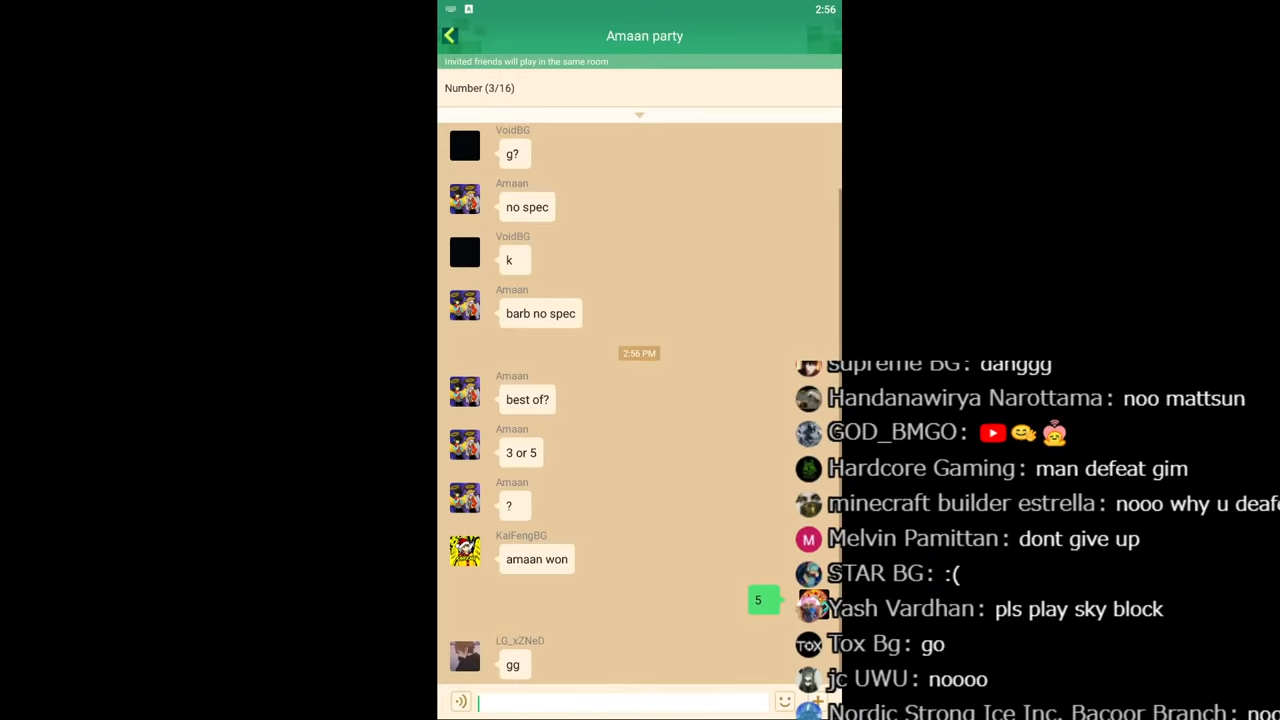 A
2:56
Amaan party
Invited friends will play in the same room
Number (3/16)
VoidBG
g?
Amaan
no spec
VoidBG
k
Amaan
barb no spec
2:56 PM
Amaan
best of?
Amaan
3 or 5
Amaan
?
KaiFengBG
amaan won
5
LG_xZNeD
gg
supreme BG: danggg
Handanawirya Narottama: noo mattsun
GOD_BMGO:
Hardcore Gaming: man defeat gim
minecraft builder estrella: nooo why u deafe
M
Melvin Pamittan: dont give up
STAR BG: :(
Yash Vardhan: pls play sky block
TOX
Tox Bg: go
jc UWU: noooo
Nordic Strong Ice Inc. Bacoor Branch: noo